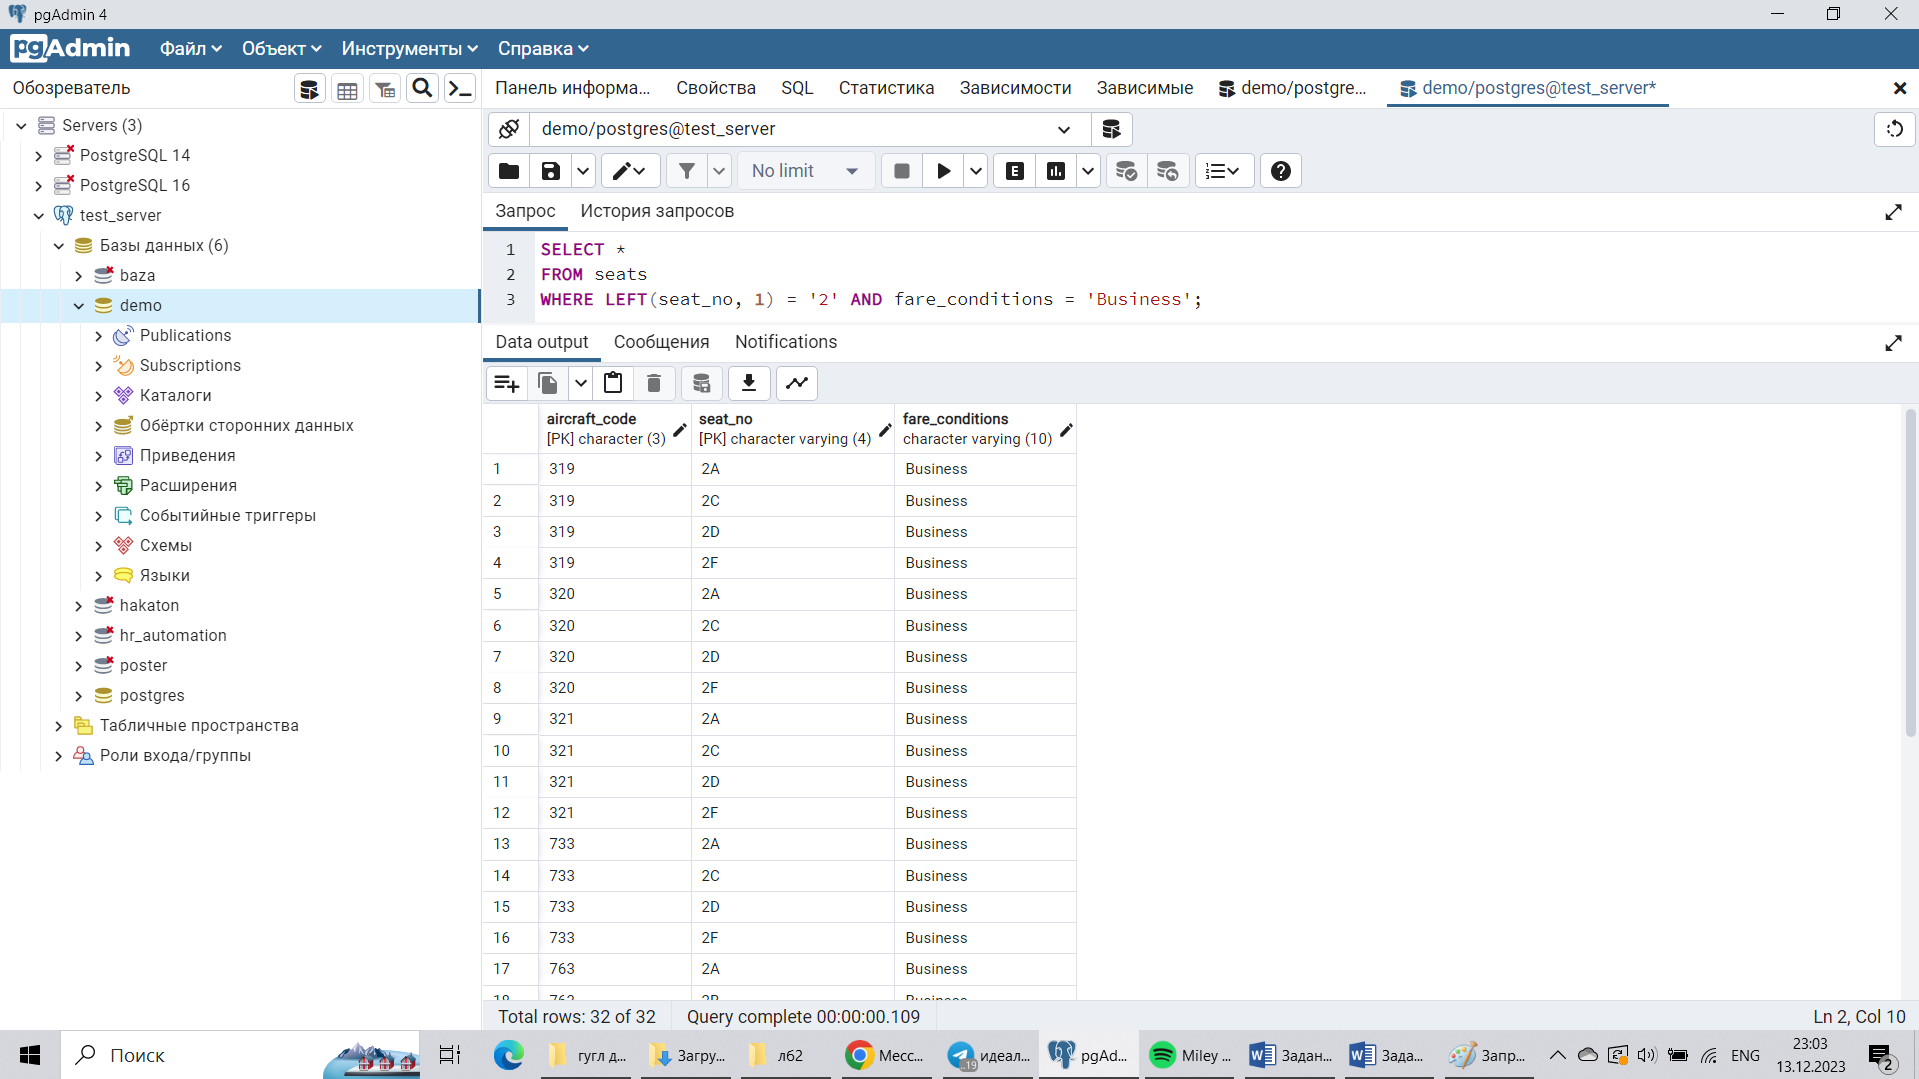 pgAdmin 4
pgAdmin Файл Объект Инструменты Справка
Обозреватель
Панель информа... Свойства SQL Статистика Зависимости Зависимые demo/postgre... demo/postgres@test_server*
Servers (3)
PostgreSQL 14
PostgreSQL 16
test_server
Базы данных (6)
baza
demo
Publications
Subscriptions
Каталоги
Обёртки сторонних данных
Приведения
Расширения
Событийные триггеры
Схемы
Языки
hakaton
hr_automation
poster
postgres
Табличные пространства
Роли входа/группы
demo/postgres@test_server
No limit
E
Запрос История запросов
1 SELECT *
2 FROM seats
3 WHERE LEFT(seat_no, 1) = '2' AND fare_conditions = 'Business';
Data output Сообщения Notifications
aircraft_code seat_no fare_conditions
[PK] character (3) [PK] character varying (4) character varying (10)
1 319 2A Business
2 319 2C Business
3 319 2D Business
4 319 2F Business
5 320 2A Business
6 320 2C Business
7 320 2D Business
8 320 2F Business
9 321 2A Business
10 321 2C Business
11 321 2D Business
12 321 2F Business
13 733 2A Business
14 733 2C Business
15 733 2D Business
16 733 2F Business
17 763 2A Business
18 763 2B Business
Total rows: 32 of 32 Query complete 00:00:00.109 Ln 2, Col 10
Поиск гугл д... Загру... лб2 Месс... ..19 идеал... pgAd... Miley ... Задан... Зада... Запр... ENG 23:03
13.12.2023 2